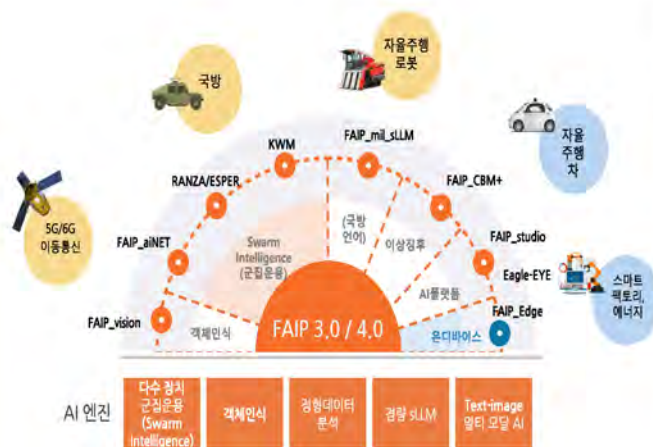 자율주행
로봇
국방
자율
주행
차
5G/6G
이동통신
스마트
팩토리,
에너지
KWM
FAIP_mil_sLLM
RANZA/ESPER
FAIP_CBM+
FAIP_aiNET
FAIP_studio
Eagle-EYE
FAIP_vision
FAIP_Edge
Swarm
Intelligence
(군집운용)
(국방
언어)
이상징후
AI플랫폼
객체인식
온디바이스
FAIP 3.0 / 4.0
AI 엔진
다수 장치
군집운용
(Swarm
Intelligence)
객체인식
정형데이터
분석
경량 sLLM
Text-image
멀티 모달 AI